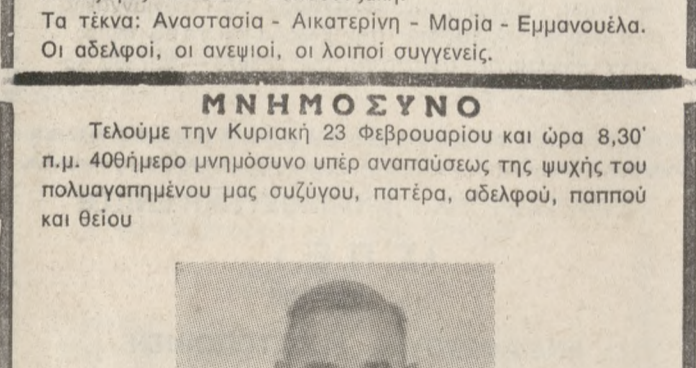 Τα τέκνα: Αναστασία - Αικατερίνη - Μαρία - Εμμανουέλα.
Οι αδελφοί, οι ανεψιοί, οι λοιποί συγγενείς.
ΜΝΗΜΟΣΥΝΟ
Τελούμε την Κυριακή 23 Φεβρουαρίου και ώρα 8,30'
π.μ. 40θήμερο μνημόσυνο υπέρ αναπαύσεως της ψυχής του
πολυαγαπημένου μας συζύγου, πατέρα, αδελφού, παππού
και θείου